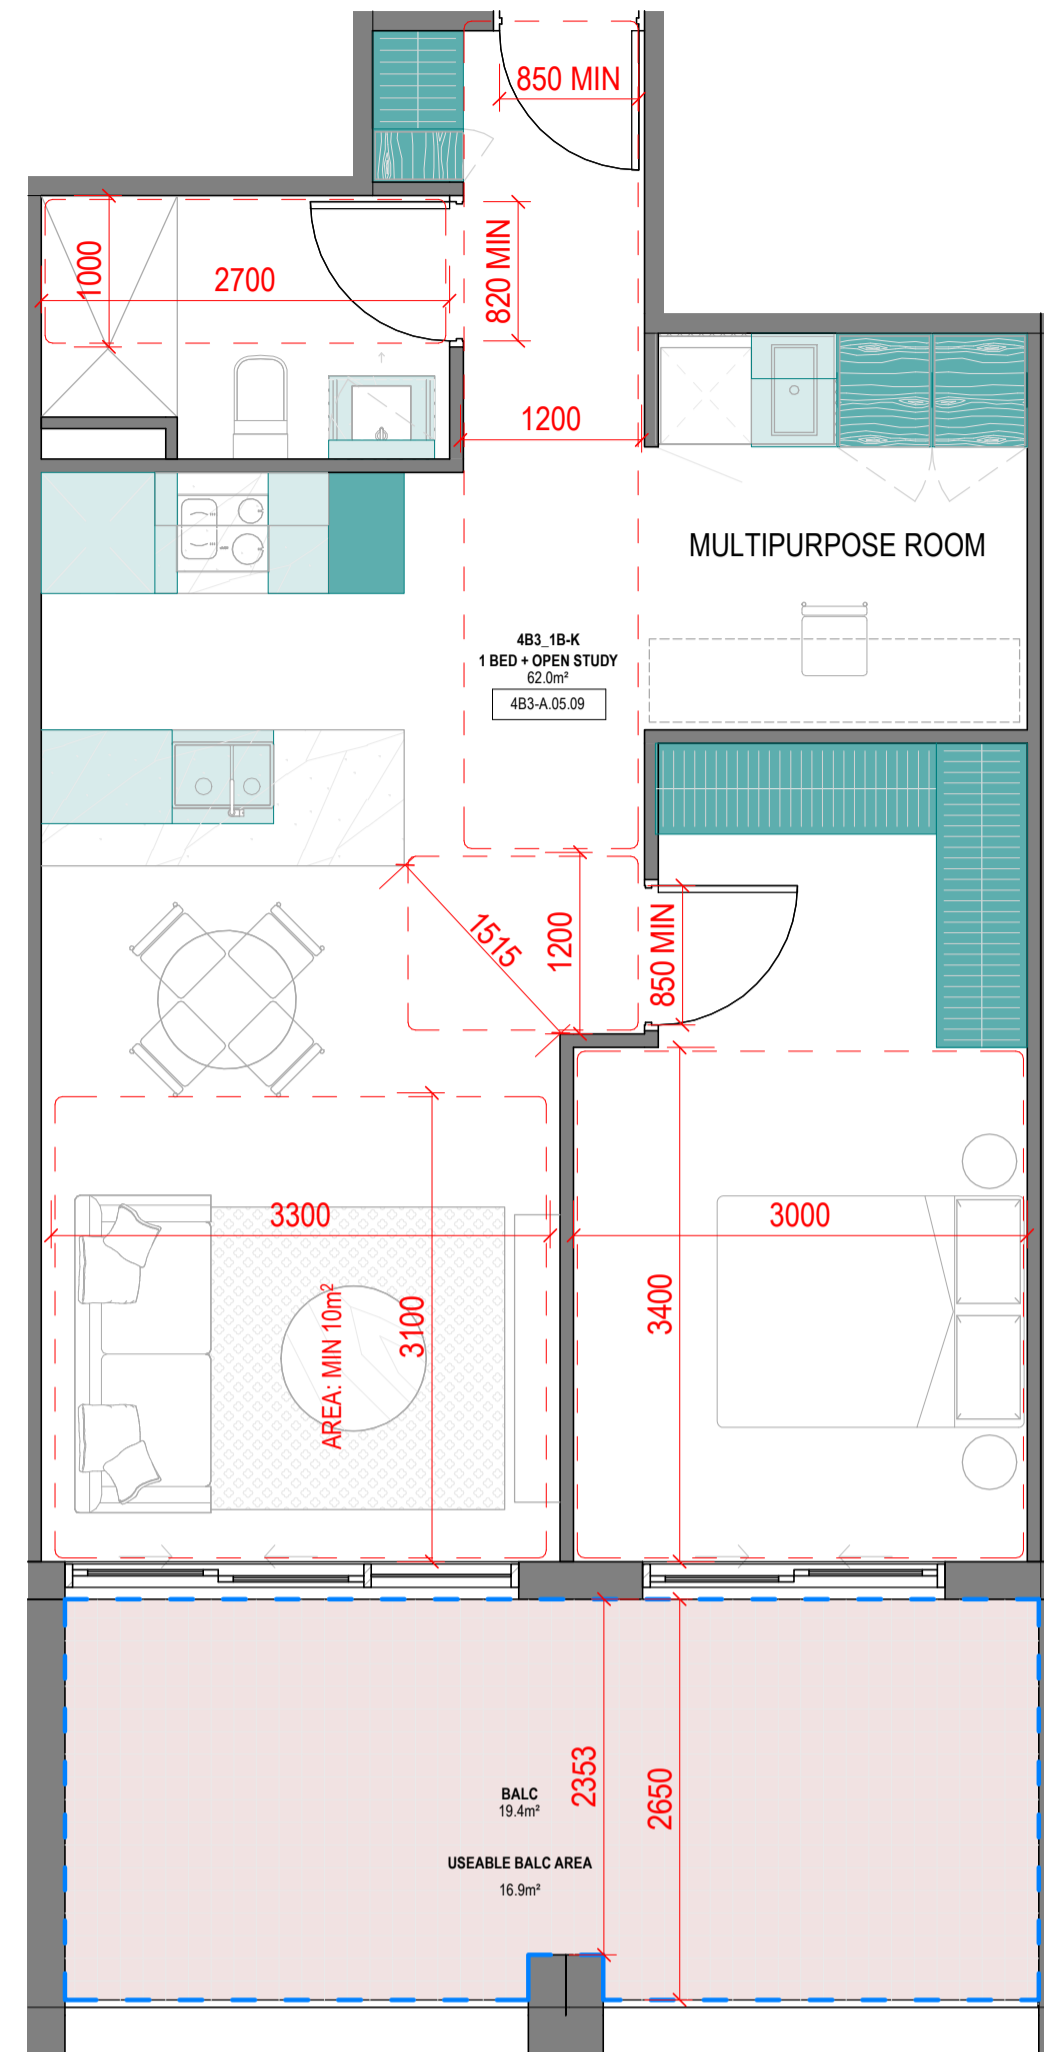 850 MIN
1000
2700
820 MIN
1200
MULTIPURPOSE ROOM
4B3_1B-K
1 BED + OPEN STUDY
62.0m²
4B3-A.05.09
1515
1200
850 MIN
3300
3000
AREA: MIN 10m²
3100
3400
2353
2650
BALC
19.4m²
USEABLE BALC AREA
16.9m²